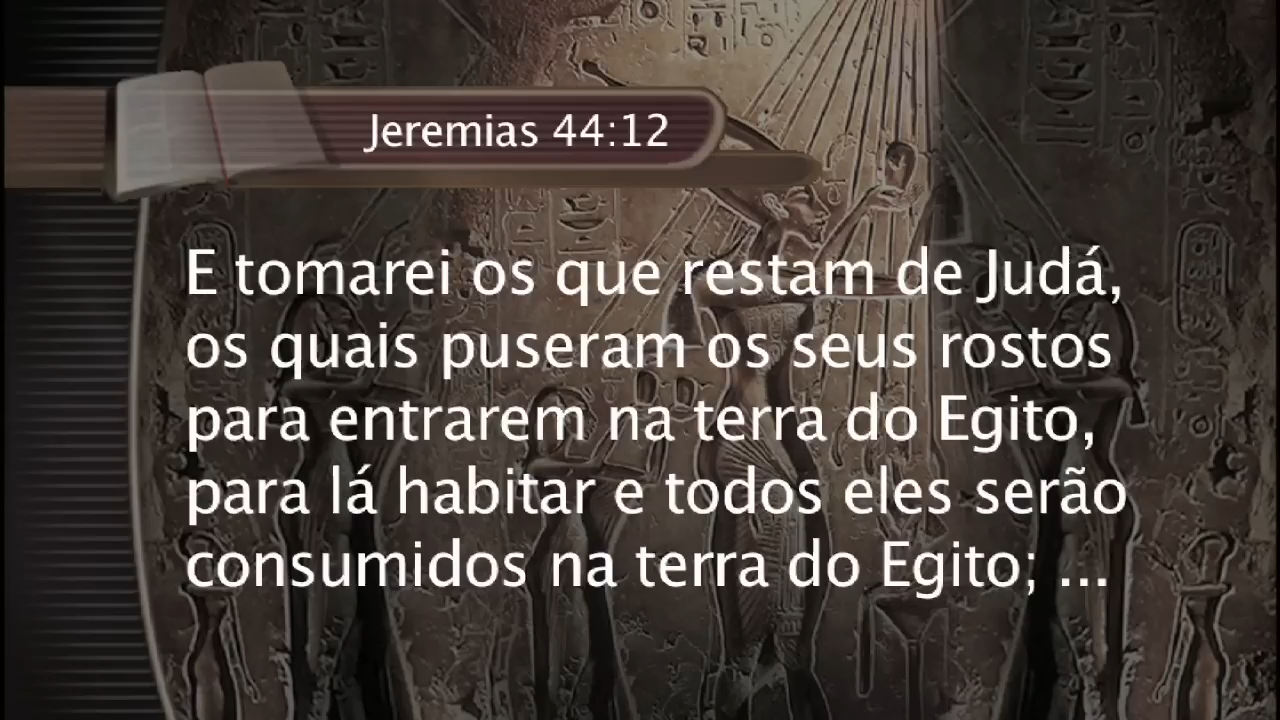 Jeremias 44:12
E tomarei os que restam de Judá,
os quais puseram os seus rostos
para entrarem na terra do Egito,
para lá habitar e todos eles serão
consumidos na terra do Egito; ...